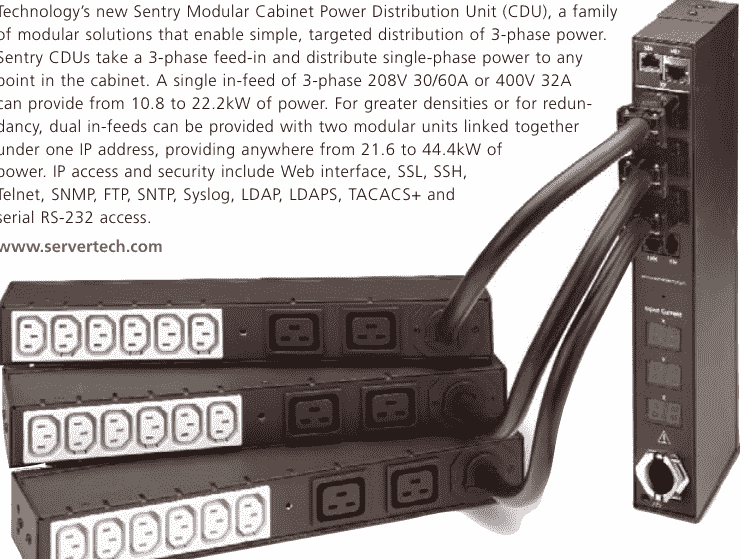 Technology's new Sentry Modular Cabinet Power Distribution Unit (CDU), a family
of modular solutions that enable simple, targeted distribution of 3-phase power.
Sentry CDUs take a 3-phase feed-in and distribute single-phase power to any
point in the cabinet. A single in-feed of 3-phase 208V 30/60A or 400V 32A
can provide from 10.8 to 22.2kW of power. For greater densities or for redun-
dancy, dual in-feeds can be provided with two modular units linked together
under one IP address, providing anywhere from 21.6 to 44.4kW of
power. IP access and security include Web interface, SSL, SSH,
Telnet, SNMP, FTP, SNTP, Syslog, LDAP, LDAPS, TACACS+ and
serial RS-232 access.
www.servertech.com
Input Current